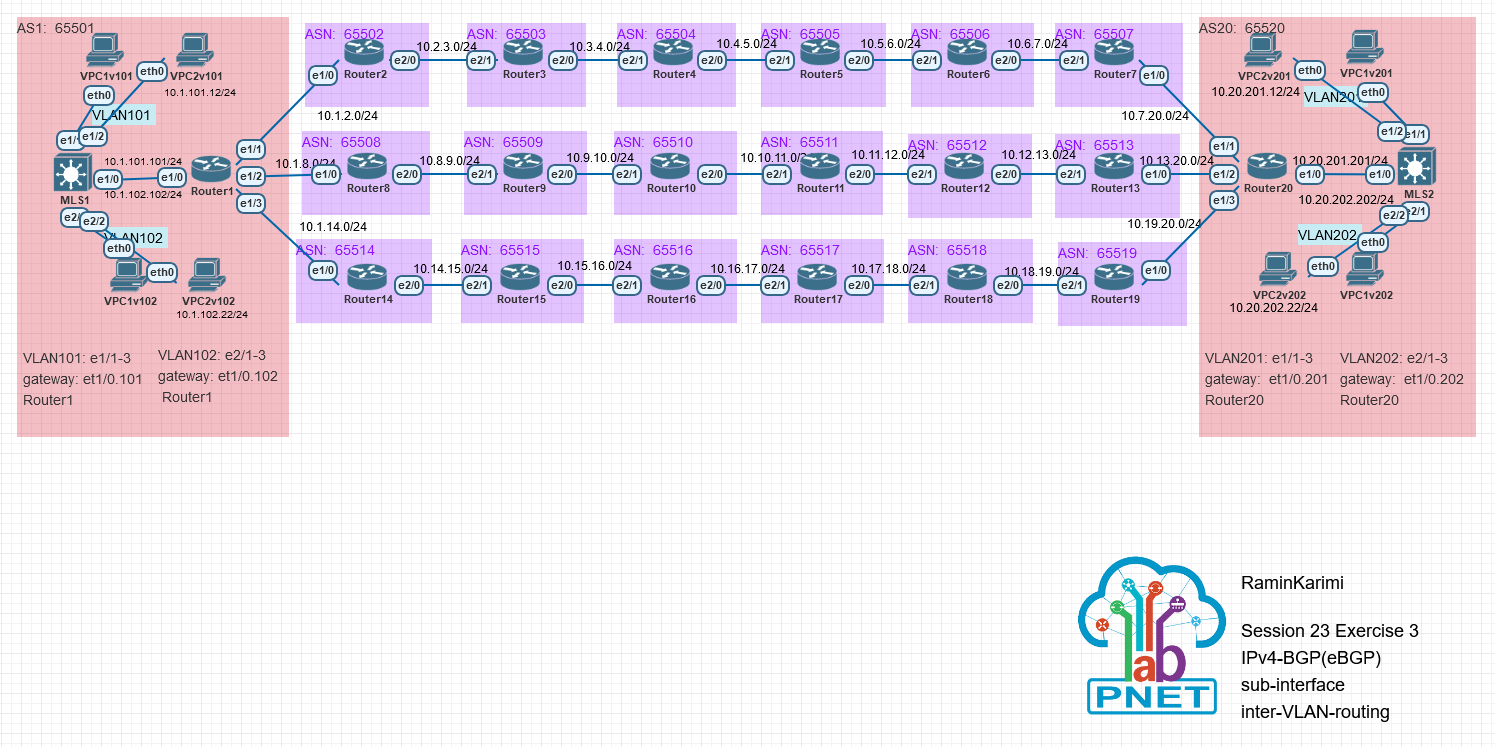 AS1: 65501
VPC1v101
VPC2v101
eth0
10.1.101.12/24
eth0
VLAN101
e1/2
10.1.101.101/24
e1/0
e1/0
10.1.102.102/24
MLS1
Router1
e1/1
e1/2
e1/3
e2/2
VLAN102
eth0
eth0
VPC1v102
VPC2v102
10.1.102.22/24
VLAN101: e1/1-3
gateway: et1/0.101
Router1
VLAN102: e2/1-3
gateway: et1/0.102
Router1
10.1.2.0/24
10.1.8.0/24
10.1.14.0/24
ASN: 65502
Router2
e1/0
e2/0
10.2.3.0/24
ASN: 65503
e2/1
Router3
e2/0
10.3.4.0/24
ASN: 65504
e2/1
Router4
e2/0
10.4.5.0/24
ASN: 65505
e2/1
Router5
e2/0
10.5.6.0/24
ASN: 65506
e2/1
Router6
e2/0
10.6.7.0/24
ASN: 65507
e2/1
Router7
e1/0
10.7.20.0/24
ASN: 65508
e1/0
Router8
e2/0
10.8.9.0/24
ASN: 65509
e2/1
Router9
e2/0
10.9.10.0/24
ASN: 65510
e2/1
Router10
e2/0
10.10.11.0/24
ASN: 65511
e2/1
Router11
e2/0
10.11.12.0/24
ASN: 65512
e2/1
Router12
e2/0
10.12.13.0/24
ASN: 65513
e2/1
Router13
e1/0
10.13.20.0/24
ASN: 65514
e1/0
Router14
e2/0
10.14.15.0/24
ASN: 65515
e2/1
Router15
e2/0
10.15.16.0/24
ASN: 65516
e2/1
Router16
e2/0
10.16.17.0/24
ASN: 65517
e2/1
Router17
e2/0
10.17.18.0/24
ASN: 65518
e2/1
Router18
e2/0
10.18.19.0/24
ASN: 65519
e2/1
Router19
e1/0
10.19.20.0/24
AS20: 65520
VPC2v201
VPC1v201
eth0
10.20.201.12/24
eth0
VLAN201
e1/2
e1/1
e1/1
e1/2
e1/3
Router20
10.20.201.201/24
e1/0
e1/0
10.20.202.202/24
MLS2
e2/2
e2/1
VLAN202
eth0
eth0
VPC2v202
VPC1v202
10.20.202.22/24
VLAN201: e1/1-3
gateway: et1/0.201
Router20
VLAN202: e2/1-3
gateway: et1/0.202
Router20
lab
PNET
RaminKarimi
Session 23 Exercise 3
IPv4-BGP(eBGP)
sub-interface
inter-VLAN-routing